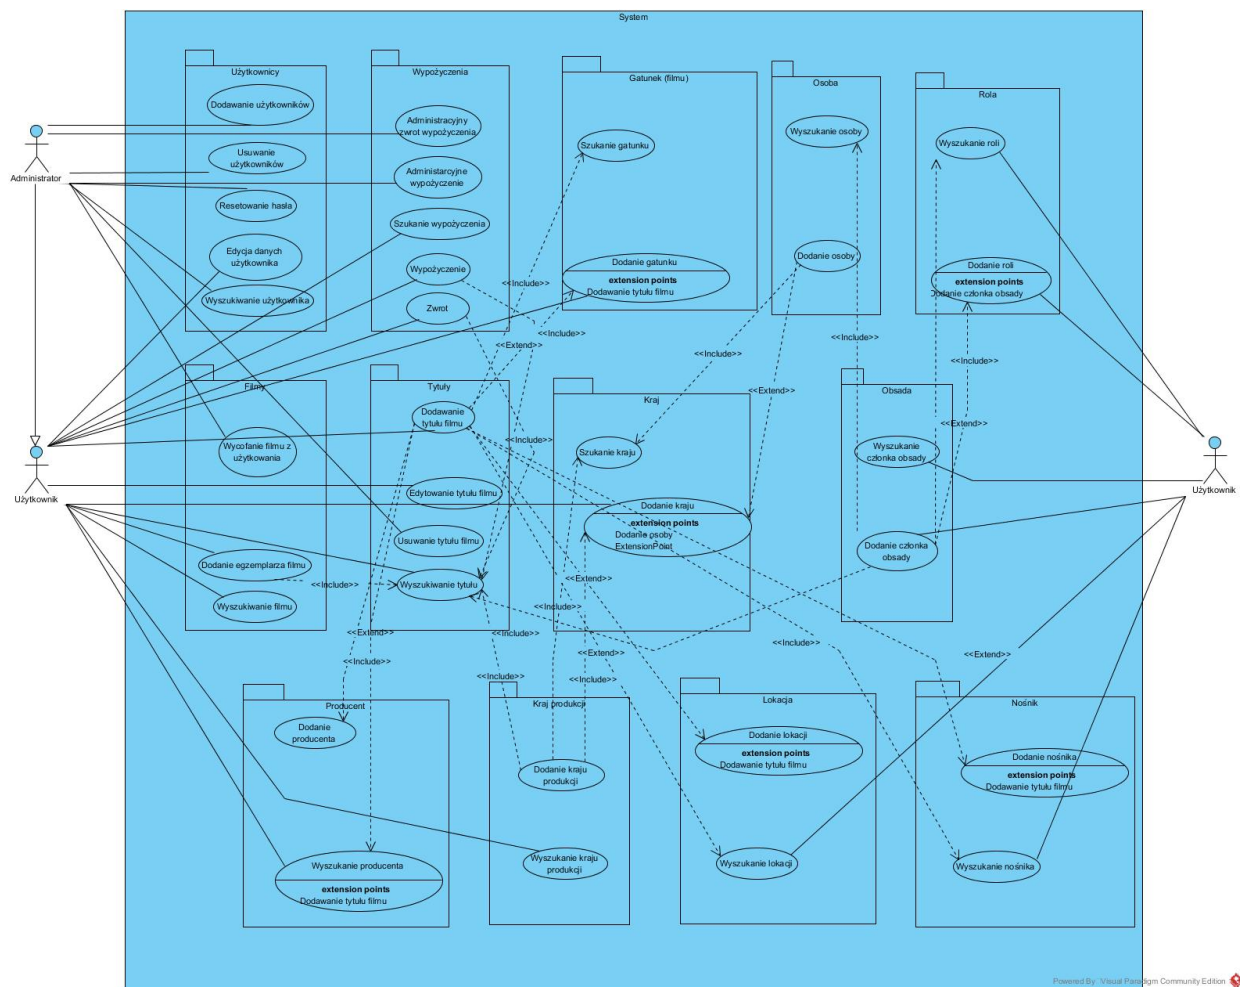 System
Użytkownicy
Dodawanie użytkowników
Usuwanie
użytkowników
Resetowanie hasła
Edycja danych
użytkownika
Wyszukiwanie użytkownika
Wypożyczenia
Administracyjny
zwrot wypożyczenia
Administarcyjne
wypożyczenie
Szukanie wypożyczenia
Wypożyczenie
Zwrot
Gatunek (filmu)
Szukanie gatunku
Dodanie gatunku
extension points
Dodawanie tytułu filmu
Osoba
Wyszukanie osoby
Dodanie osoby
Rola
Wyszukanie roli
Dodanie roli
extension points
Dodanie członka obsady
Administrator
Użytkownik
Użytkownik
<<Include>>
<<Include>>
<<Extend>>
<<Include>>
<<Include>>
<<Include>>
<<Extend>>
<<Extend>>
<<Include>>
Filmy
Wycofanie filmu z
użytkowania
Dodanie egzemplarza filmu
Wyszukiwanie filmu
Tytuły
Dodawanie
tytułu filmu
Edytowanie tytułu filmu
Usuwanie tytułu filmu
Wyszukiwanie tytułu
Kraj
Szukanie kraju
Dodanie kraju
extension points
Dodanie osoby
ExtensionPoint
Obsada
Wyszukanie
członka obsady
Dodanie członka
obsady
<<Include>>
<<Extend>>
<<Include>>
<<Extend>>
<<Include>>
<<Include>>
<<Extend>>
<<Include>>
<<Extend>>
<<Include>>
<<Include>>
<<Include>>
Producent
Dodanie
producenta
Wyszukanie producenta
extension points
Dodawanie tytułu filmu
Kraj produkcji
Dodanie kraju
produkcji
Wyszukanie kraju
produkcji
Lokacja
Dodanie lokacji
extension points
Dodawanie tytułu filmu
Wyszukanie lokacji
Nośnik
Dodanie nośnika
extension points
Dodawanie tytułu filmu
Wyszukanie nośnika
Powered By Visual Paradigm Community Edition